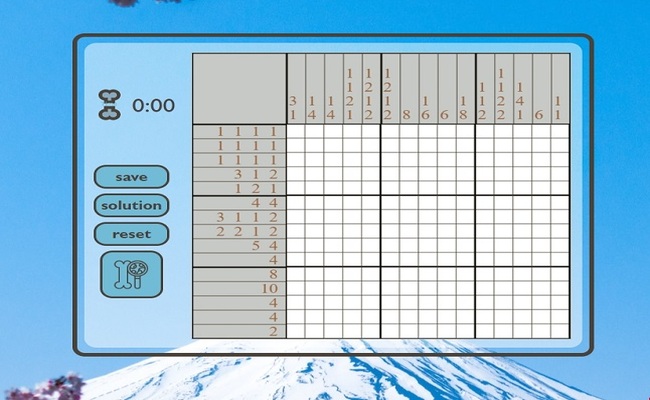 0:00
save
solution
reset
1 1 1 1
1 2 2 1 1 1
3 1 1 2 1 1 1 1 1 2 4 1
1 4 4 1 2 2 8 6 6 8 2 2 1 6 1
1 1 1 1
1 1 1 1
1 1 1 1
3 1 2
1 2 1
4 4
3 1 1 2
2 2 1 2
5 4
4
8
10
4
4
2